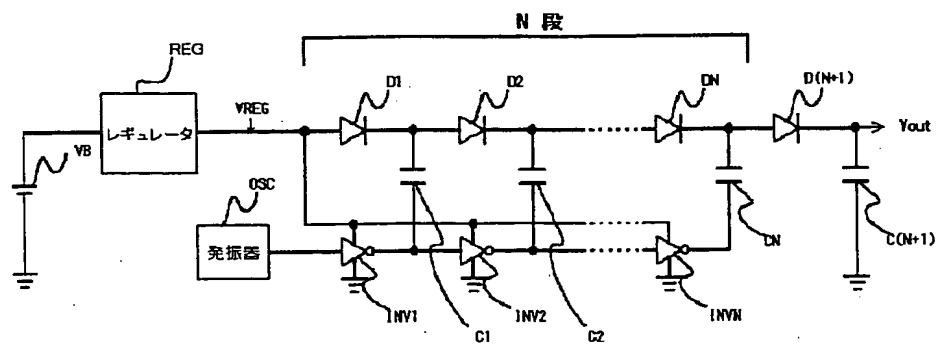 N 段
REG
D1
D2
DN
D(N+1)
レギュレータ
VREG
Vout
VB
OSC
発振器
CN
C(N+1)
INV1
C1
INV2
C2
INVN